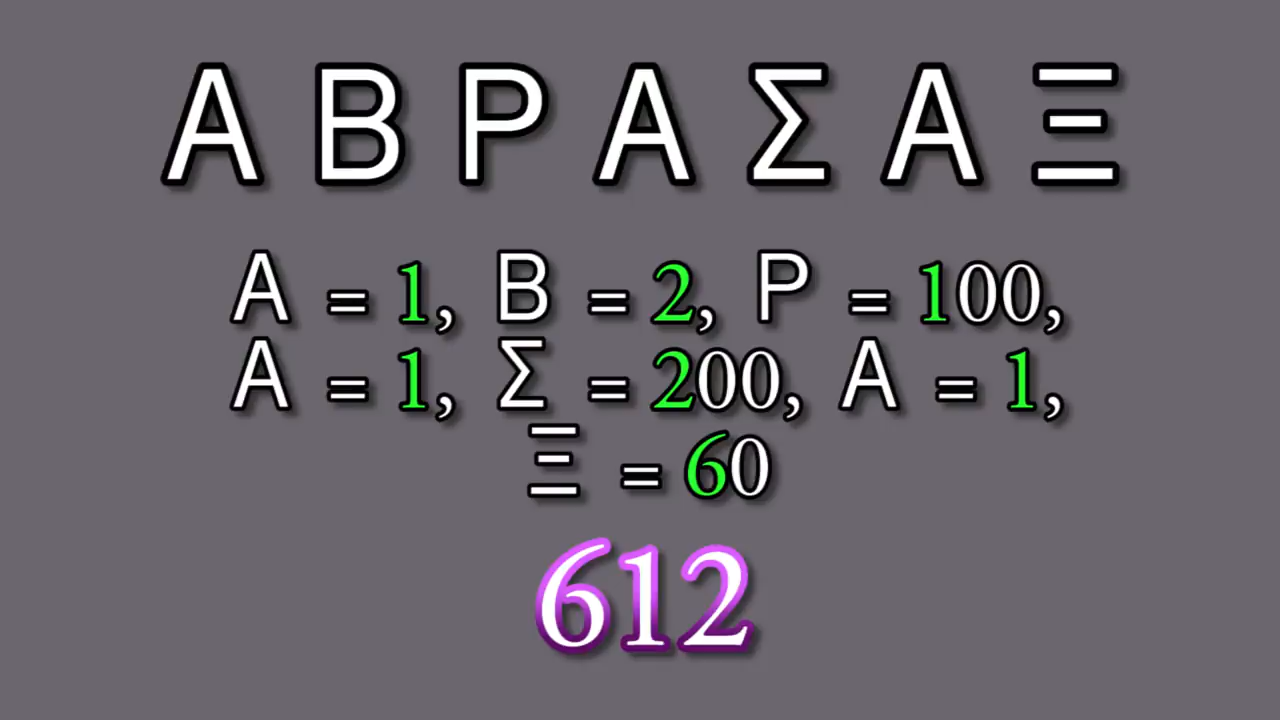 Α Β Ρ Α Σ Α Ξ
Α = 1, Β = 2, Ρ = 100,
Α = 1, Σ = 200, Α = 1,
Ξ = 60
612